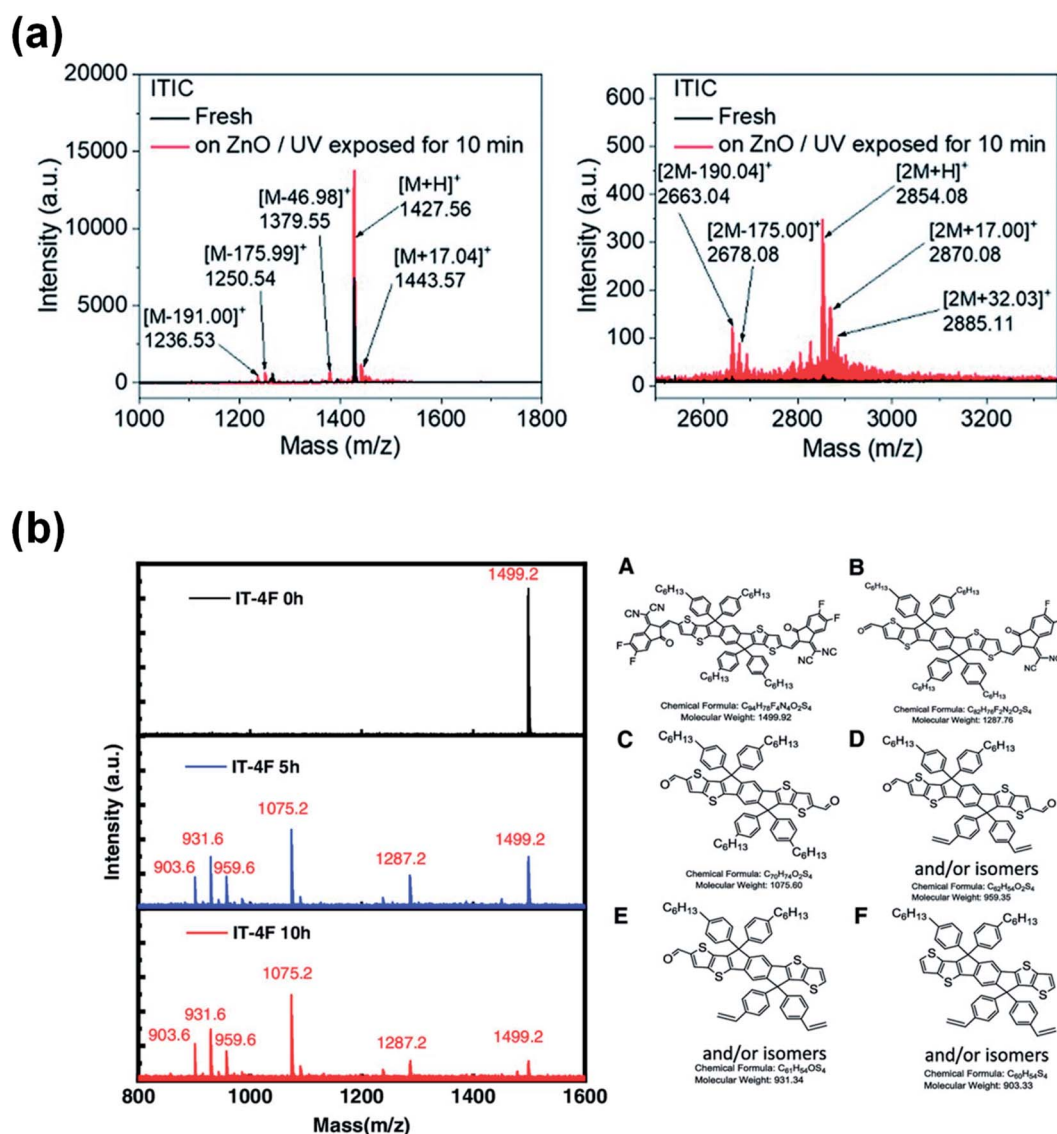 (a)
20000
15000
10000
5000
0
Intensity (a.u.)
ITIC
Fresh
on ZnO / UV exposed for 10 min
[M+H]⁺
1427.56
[M-46.98]⁺
1379.55
[M-175.99]⁺
1250.54
[M+17.04]⁺
1443.57
[M-191.00]⁺
1236.53
1000
1200
1400
1600
1800
Mass (m/z)
600
500
400
300
200
100
0
Intensity (a.u.)
ITIC
Fresh
on ZnO / UV exposed for 10 min
[2M-190.04]⁺
2663.04
[2M+H]⁺
2854.08
[2M-175.00]⁺
2678.08
[2M+17.00]⁺
2870.08
[2M+32.03]⁺
2885.11
2600
2800
3000
3200
Mass (m/z)
(b)
Intensity (a.u.)
IT-4F 0h
1499.2
IT-4F 5h
903.6
931.6
959.6
1075.2
1287.2
1499.2
IT-4F 10h
903.6
931.6
959.6
1075.2
1287.2
1499.2
800
1000
1200
1400
1600
Mass(m/z)
A
C₆H₁₃
C₆H₁₃
CN
CN
S
S
O
F
F
F
F
O
S
S
NC
NC
C₆H₁₃
C₆H₁₃
Chemical Formula: C₉₄H₇₈F₄N₄O₂S₄
Molecular Weight: 1499.92
B
C₆H₁₃
C₆H₁₃
O
S
S
S
S
O
F
F
NC
NC
C₆H₁₃
C₆H₁₃
Chemical Formula: C₈₂H₇₆F₂N₂O₂S₄
Molecular Weight: 1287.76
C
C₆H₁₃
C₆H₁₃
O
S
S
S
S
O
C₆H₁₃
C₆H₁₃
Chemical Formula: C₇₀H₇₄O₂S₄
Molecular Weight: 1075.60
D
C₆H₁₃
C₆H₁₃
O
S
S
S
S
O
and/or isomers
Chemical Formula: C₆₂H₅₄O₂S₄
Molecular Weight: 959.35
E
C₆H₁₃
C₆H₁₃
O
S
S
S
S
and/or isomers
Chemical Formula: C₆₁H₅₄OS₄
Molecular Weight: 931.34
F
C₆H₁₃
C₆H₁₃
S
S
S
S
and/or isomers
Chemical Formula: C₆₀H₅₄S₄
Molecular Weight: 903.33